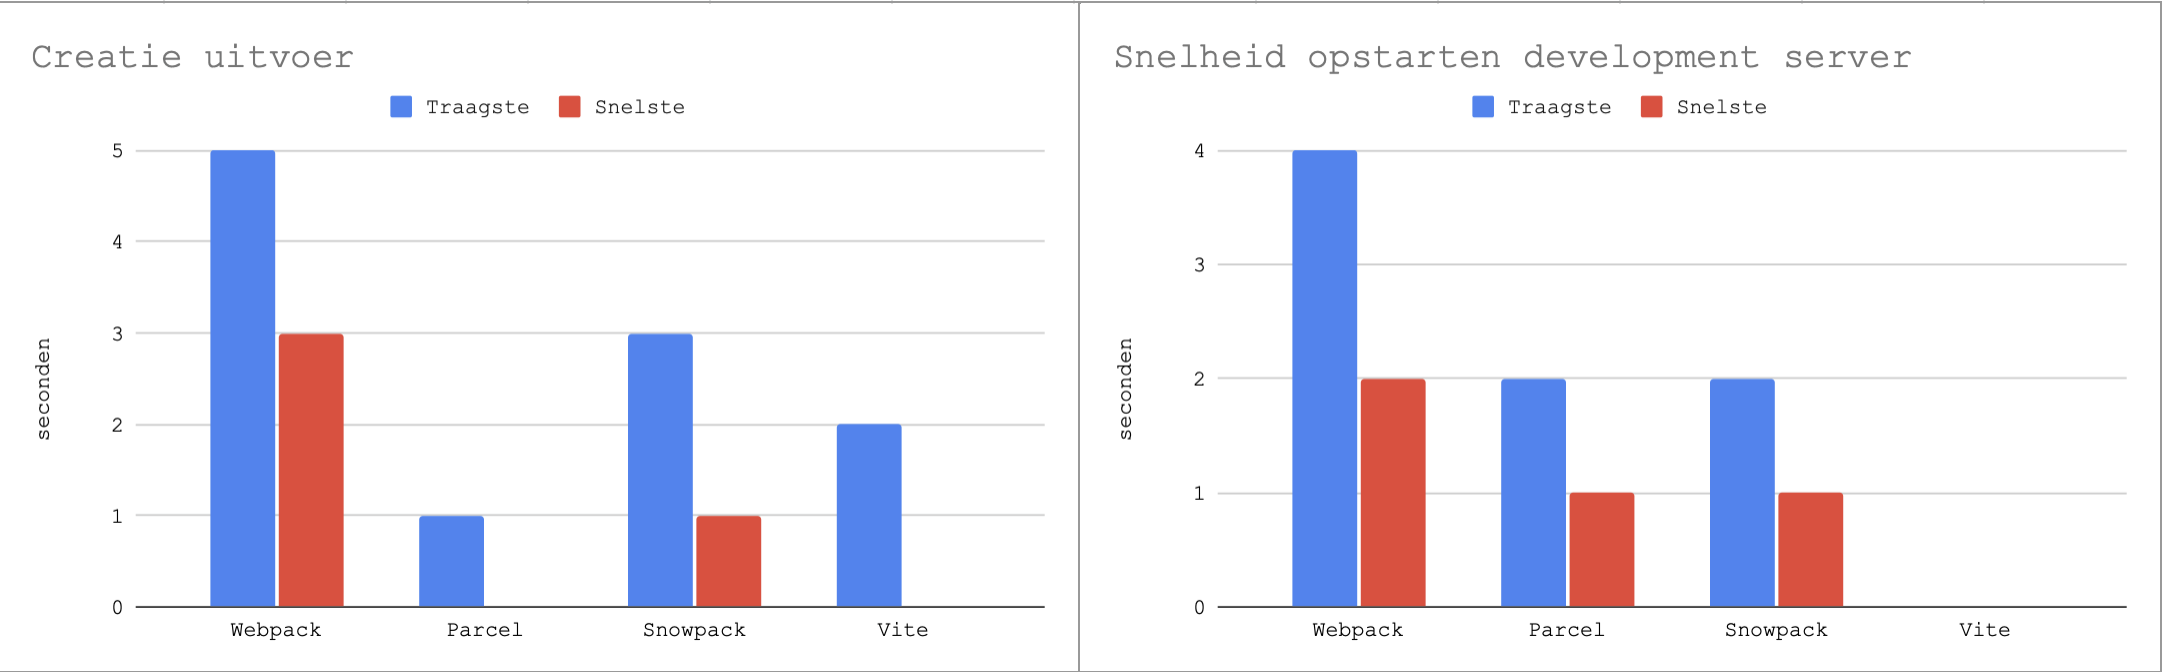 Creatie uitvoer
Traagste Snelste
5
4
3
2
1
0
seconden
Webpack Parcel Snowpack Vite
Snelheid opstarten development server
Traagste Snelste
4
3
2
1
0
seconden
Webpack Parcel Snowpack Vite